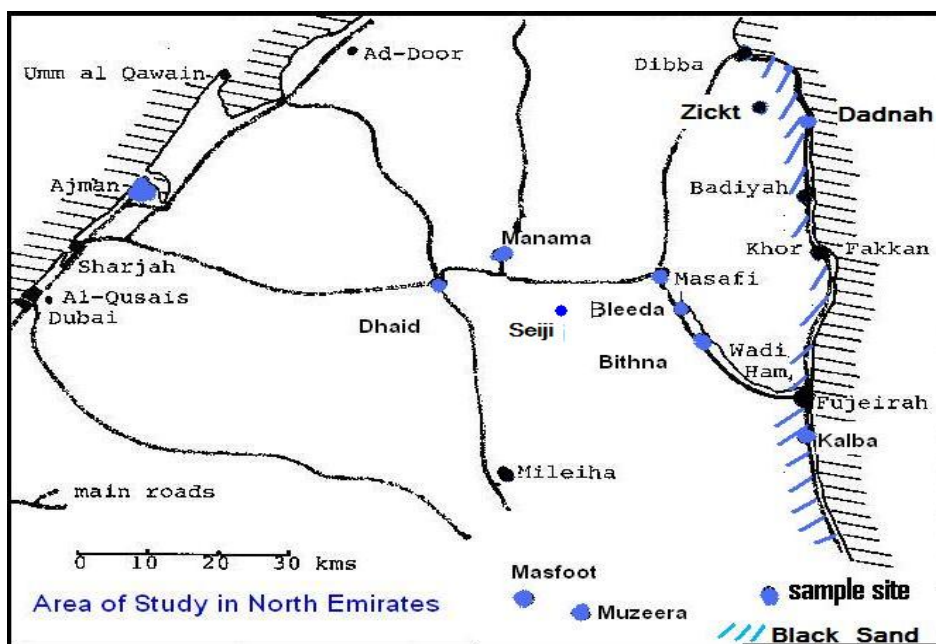 Ad-Door
Umm al Qawain
Dibba
Zickt
Dadnah
Ajman
Badiyah
Manama
Khor Fakkan
Sharjah
Masafi
Al-Qusais
Dubai
Bleeda
Dhaid
Seiji
Bithna
Wadi
Ham
Fujeirah
Kalba
Mileiha
main roads
0 10 20 30 kms
Masfoot
sample site
Area of Study in North Emirates
Muzeera
Black Sand